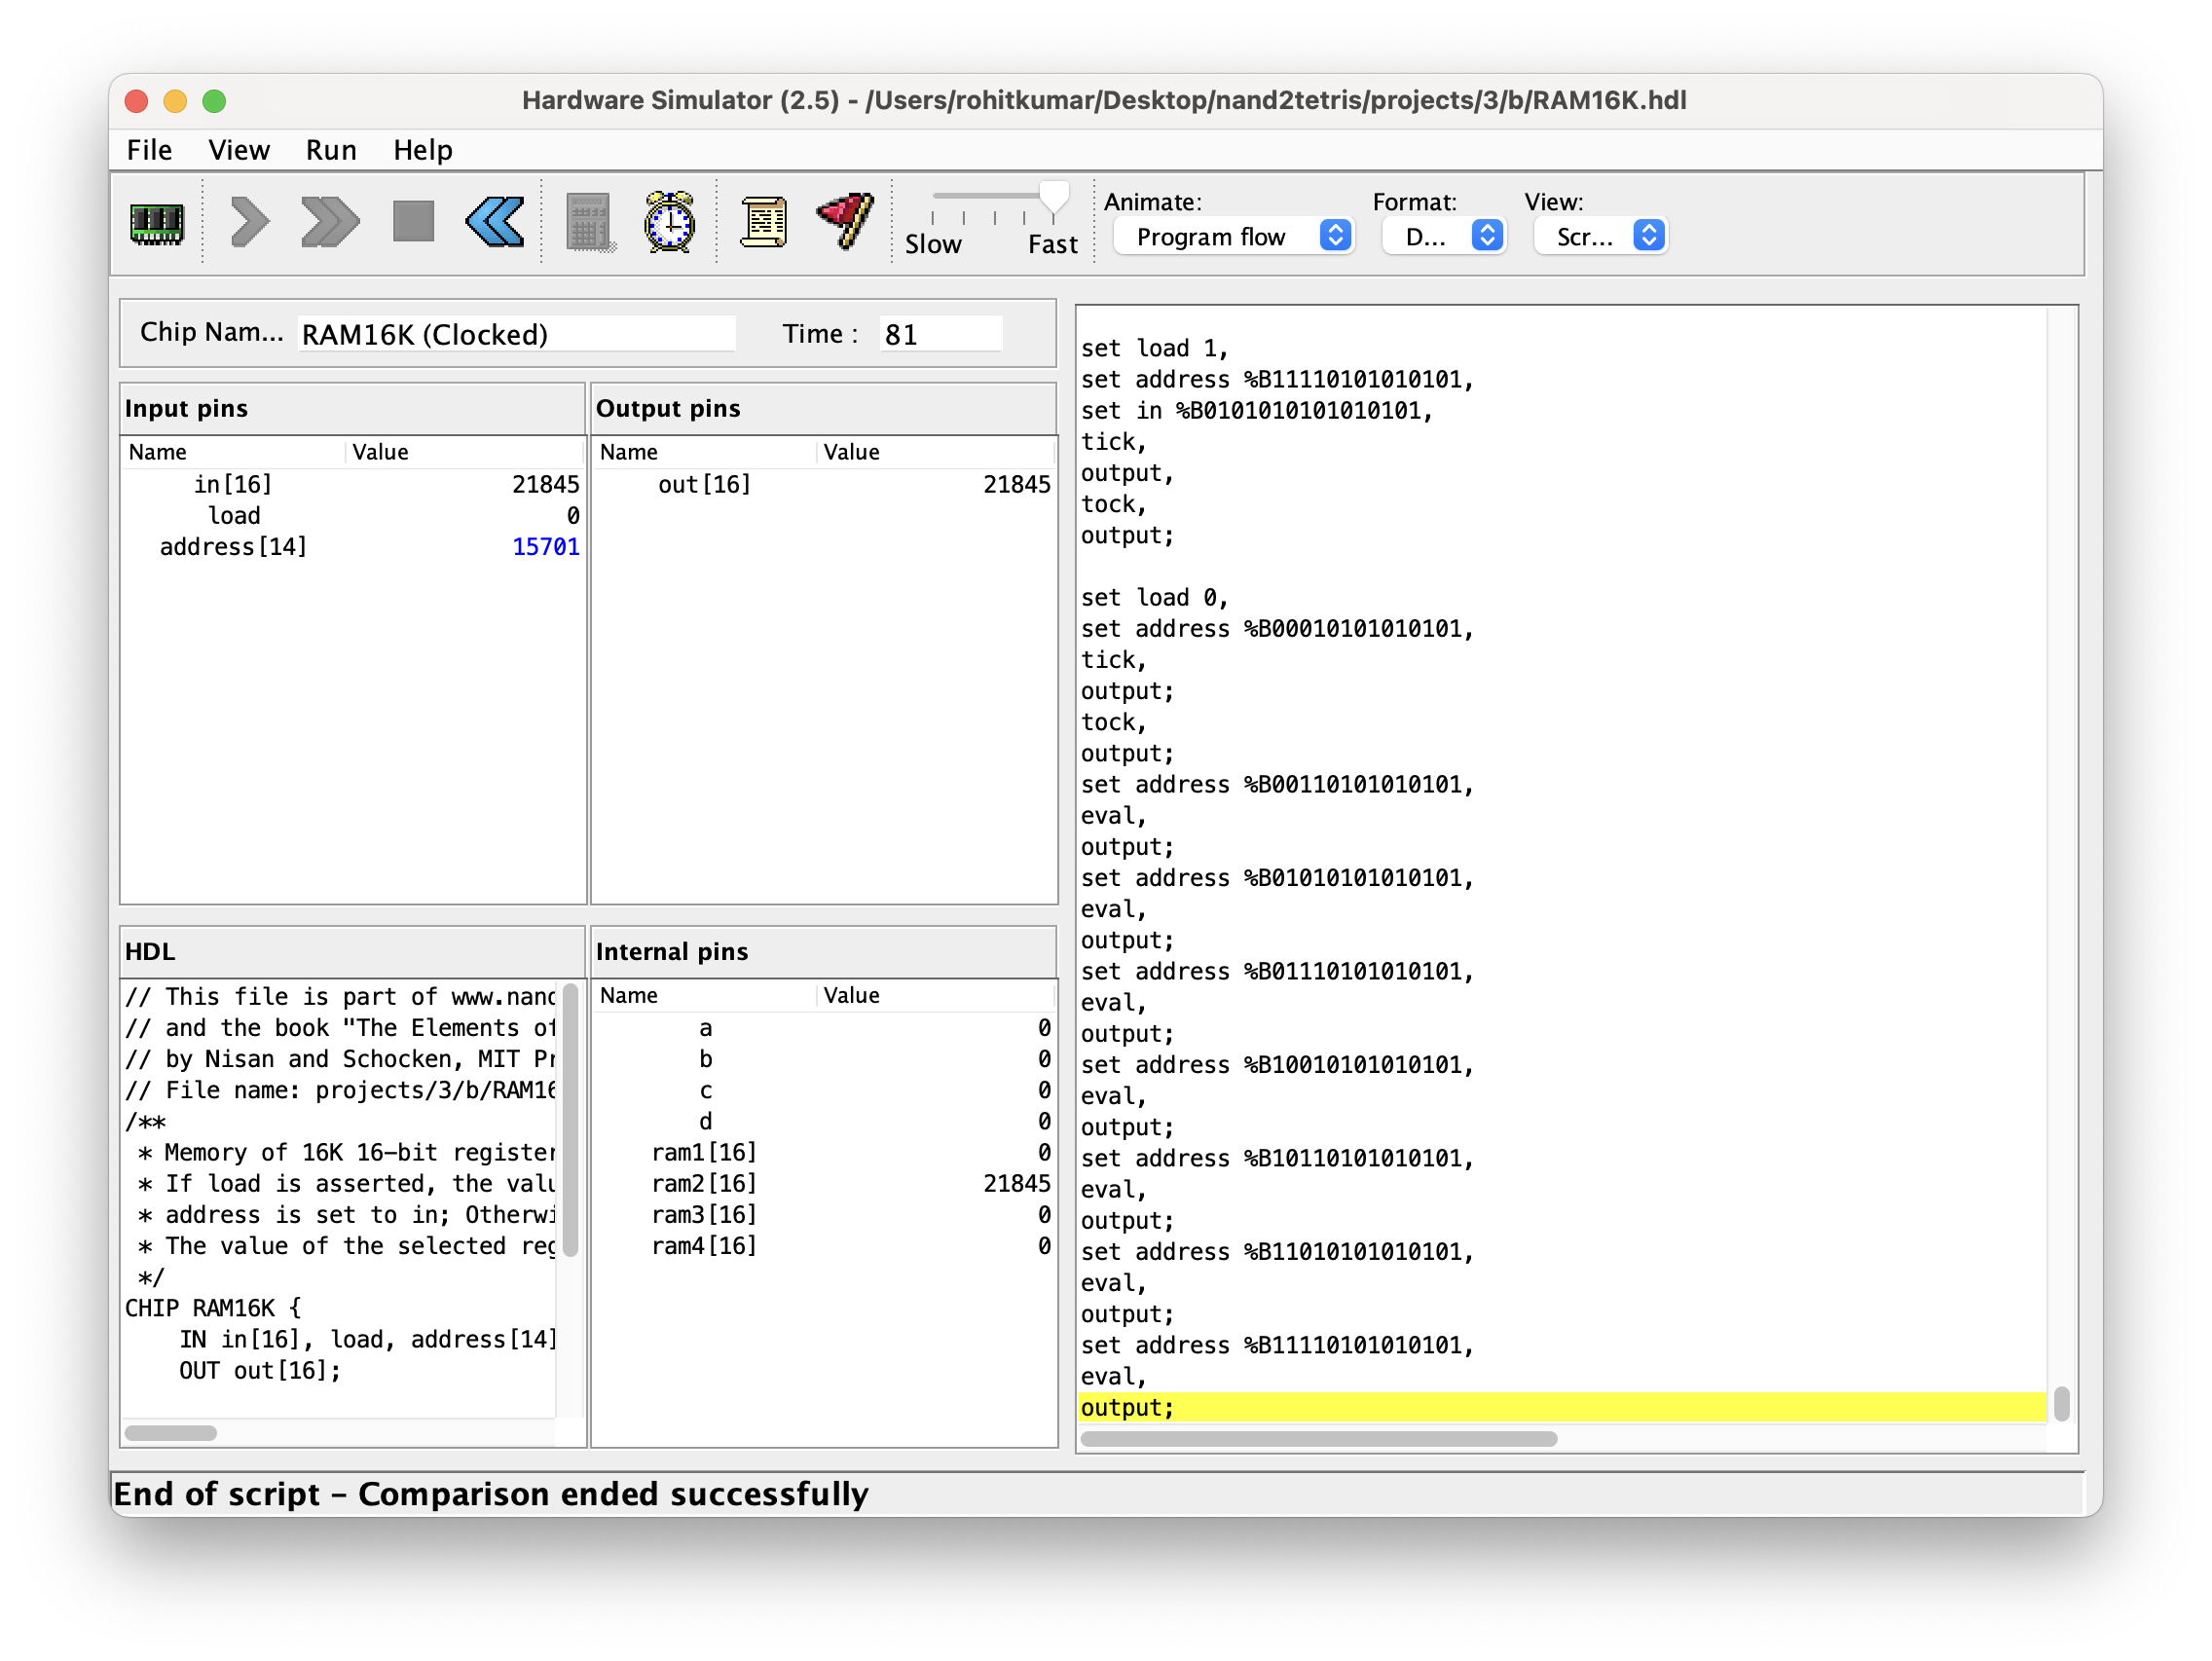 Hardware Simulator (2.5) - /Users/rohitkumar/Desktop/nand2tetris/projects/3/b/RAM16K.hdl
File View Run Help
Animate: Format: View:
Program flow D... Scr...
Slow Fast
Chip Nam... RAM16K (Clocked) Time : 81
Input pins
Name Value
in[16] 21845
load 0
address[14] 15701
Output pins
Name Value
out[16] 21845
HDL
// This file is part of www.nand
// and the book "The Elements of
// by Nisan and Schocken, MIT Pr
// File name: projects/3/b/RAM16
/**
* Memory of 16K 16-bit register
* If load is asserted, the valu
* address is set to in; Otherwi
* The value of the selected reg
*/
CHIP RAM16K {
IN in[16], load, address[14]
OUT out[16];
Internal pins
Name Value
a 0
b 0
c 0
d 0
ram1[16] 0
ram2[16] 21845
ram3[16] 0
ram4[16] 0
set load 1,
set address %B11110101010101,
set in %B0101010101010101,
tick,
output,
tock,
output;
set load 0,
set address %B00010101010101,
tick,
output;
tock,
output;
set address %B00110101010101,
eval,
output;
set address %B01010101010101,
eval,
output;
set address %B01110101010101,
eval,
output;
set address %B10010101010101,
eval,
output;
set address %B10110101010101,
eval,
output;
set address %B11010101010101,
eval,
output;
set address %B11110101010101,
eval,
output;
End of script - Comparison ended successfully